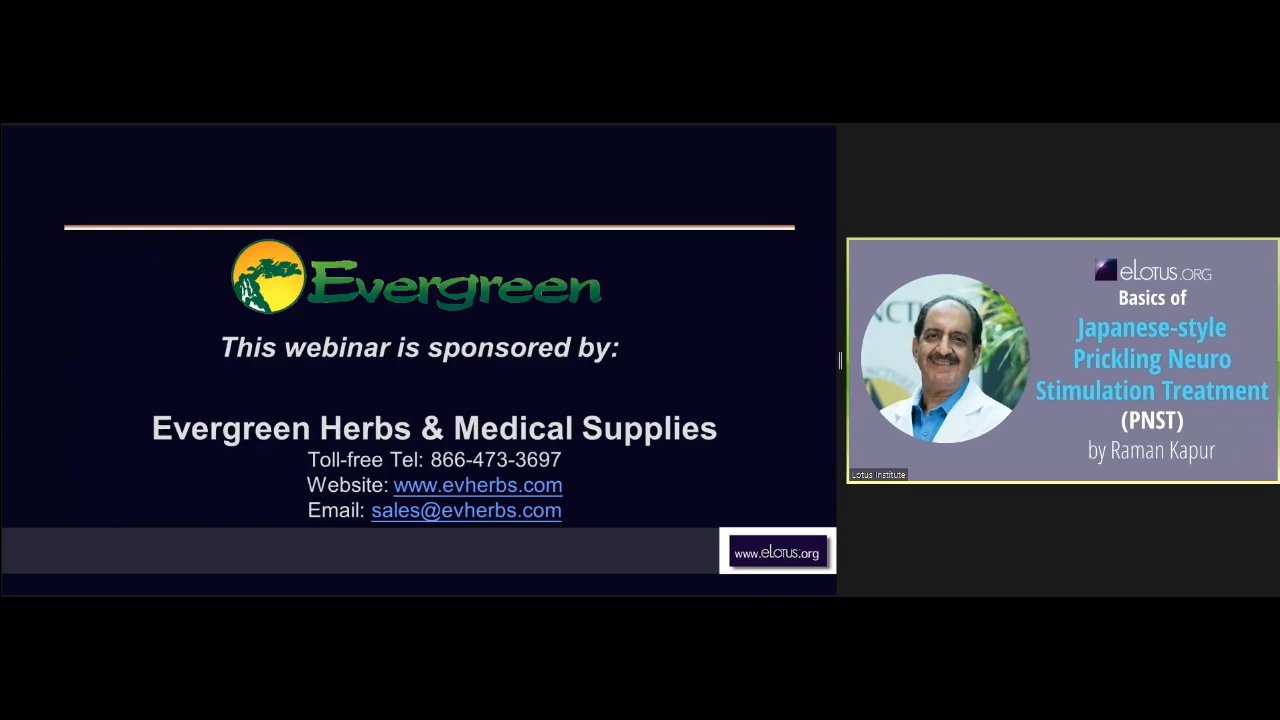 Evergreen
This webinar is sponsored by:
Evergreen Herbs & Medical Supplies
Toll-free Tel: 866-473-3697
Website: www.evherbs.com
Email: sales@evherbs.com
www.eLotus.org
NCT
eLotus.ORG
Basics of
Japanese-style
Prickling Neuro
Stimulation Treatment
(PNST)
by Raman Kapur
Lotus Institute